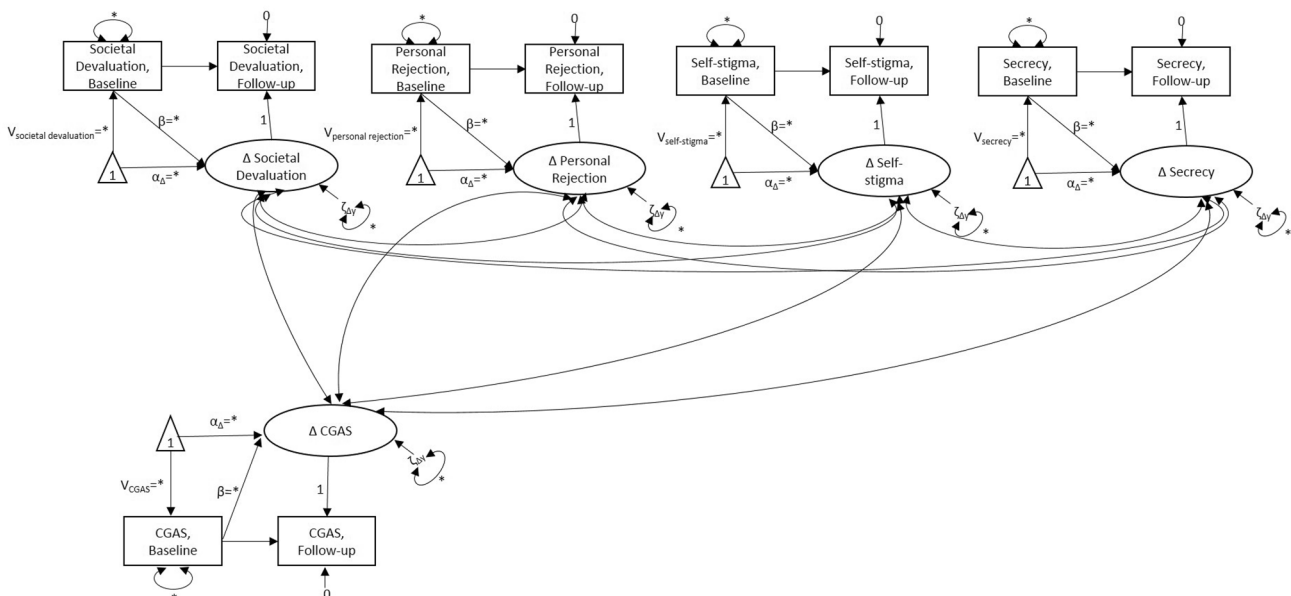 *
0
*
0
*
0
*
0
Societal
Devaluation,
Baseline
Societal
Devaluation,
Follow-up
Personal
Rejection,
Baseline
Personal
Rejection,
Follow-up
Self-stigma,
Baseline
Self-stigma,
Follow-up
Secrecy,
Baseline
Secrecy,
Follow-up
Vsocietal devaluation=*
β=*
1
Vpersonal rejection=*
β=*
1
Vself-stigma=*
β=*
1
Vsecrecy=*
β=*
1
1
αΔ=*
Δ Societal
Devaluation
1
αΔ=*
Δ Personal
Rejection
1
αΔ=*
Δ Self-
stigma
1
αΔ=*
Δ Secrecy
ζΔy
*
ζΔy
*
ζΔy
*
ζΔy
*
1
αΔ=*
Δ CGAS
ζΔy
*
VCGAS=*
β=*
1
CGAS,
Baseline
CGAS,
Follow-up
*
0